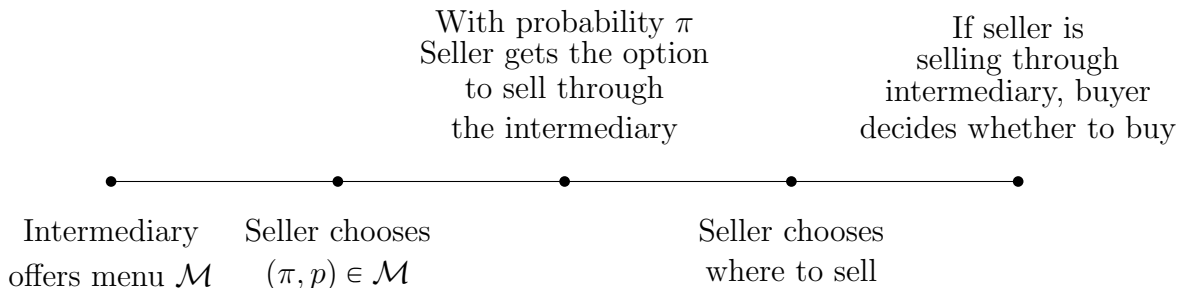 With probability π
Seller gets the option
to sell through
the intermediary
If seller is
selling through
intermediary, buyer
decides whether to buy
Intermediary
offers menu ℳ
Seller chooses
(π, p) ∈ ℳ
Seller chooses
where to sell